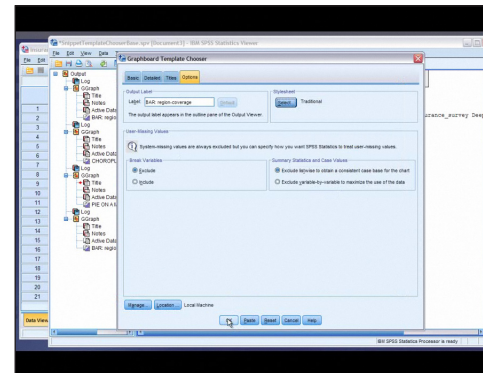 *SnippetTemplateChooserBase.spv [Document3] - IBM SPSS Statistics Viewer
File Edit View Data
Graphboard Template Chooser
Output
Log
GGraph
Title
Notes
Active Data
Log
GGraph
Title
Notes
Active Data
CHOROPL
Log
GGraph
Title
Notes
Active Data
PIE ON A
Log
GGraph
Title
Notes
Active Data
BAR: regio
1
2
3
4
5
6
7
8
9
10
11
12
13
14
15
16
17
18
19
20
21
Data View
Basic Detailed Titles Options
Output Label
Label: BAR: region-coverage Default
The output label appears in the outline pane of the Output Viewer.
Stylesheet
Select... Traditional
User-Missing Values
System-missing values are always excluded but you can specify how you want SPSS Statistics to treat user-missing values.
Break Variables
Exclude
Include
Summary Statistics and Case Values
Exclude listwise to obtain a consistent case base for the chart
Exclude variable-by-variable to maximize the use of the data
Manage... Location... Local Machine
Paste Reset Cancel Help
IBM SPSS Statistics Processor is ready